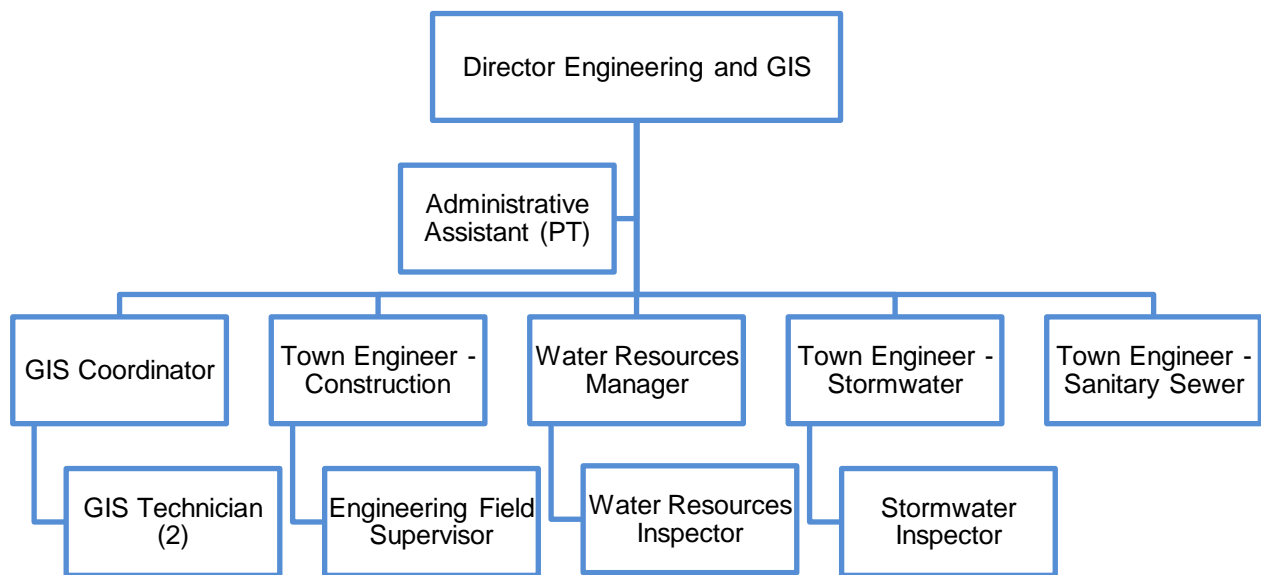 Director Engineering and GIS
Administrative
Assistant (PT)
GIS Coordinator
Town Engineer -
Construction
Water Resources
Manager
Town Engineer -
Stormwater
Town Engineer -
Sanitary Sewer
GIS Technician
(2)
Engineering Field
Supervisor
Water Resources
Inspector
Stormwater
Inspector